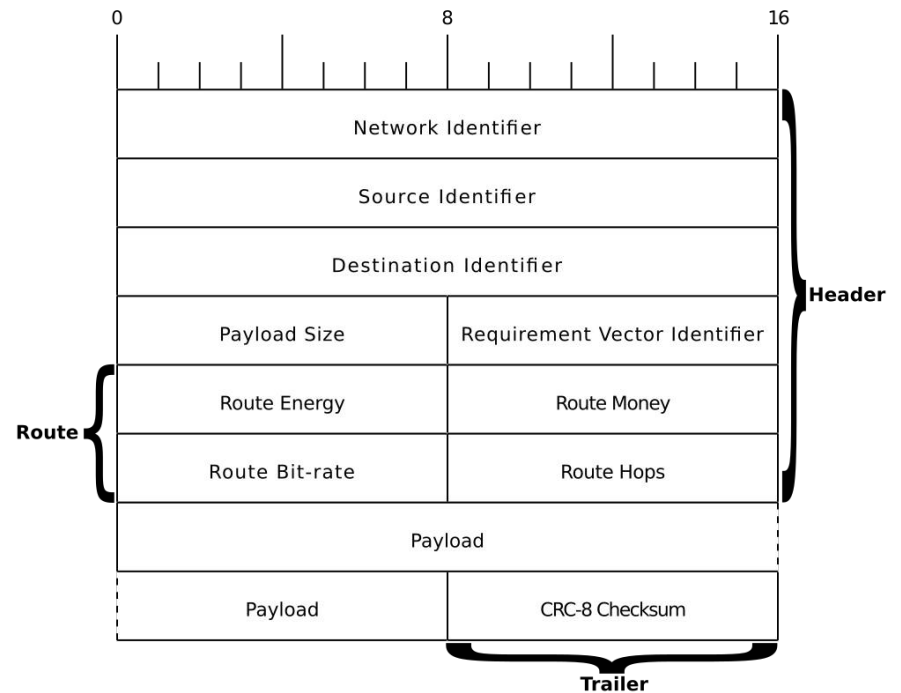 0 8 16
Network Identifier
Source Identifier
Destination Identifier
Header
Payload Size Requirement Vector Identifier
Route Energy Route Money
Route
Route Bit-rate Route Hops
Payload
Payload CRC-8 Checksum
Trailer